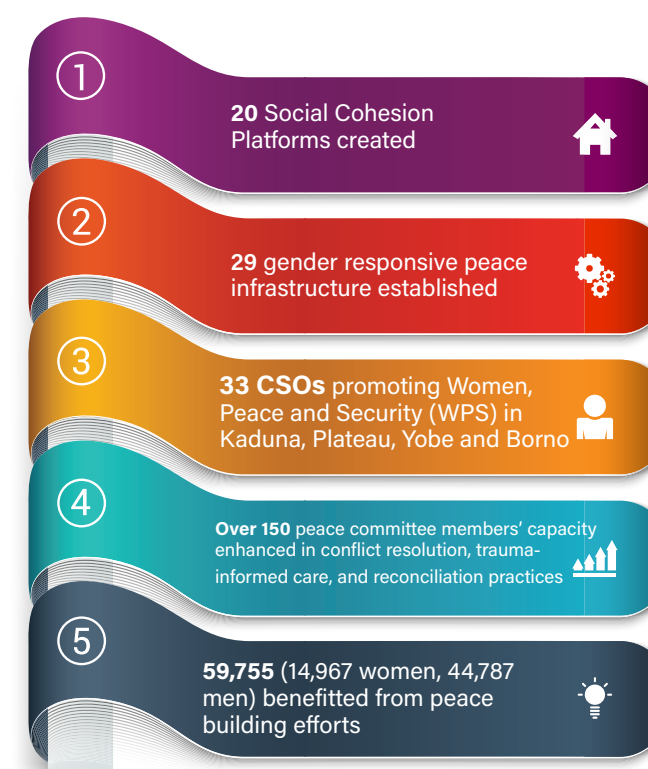 1
20 Social Cohesion
Platforms created
2
29 gender responsive peace
infrastructure established
3
33 CSOs promoting Women,
Peace and Security (WPS) in
Kaduna, Plateau, Yobe and Borno
4
Over 150 peace committee members’ capacity
enhanced in conflict resolution, trauma-
informed care, and reconciliation practices
5
59,755 (14,967 women, 44,787
men) benefitted from peace
building efforts